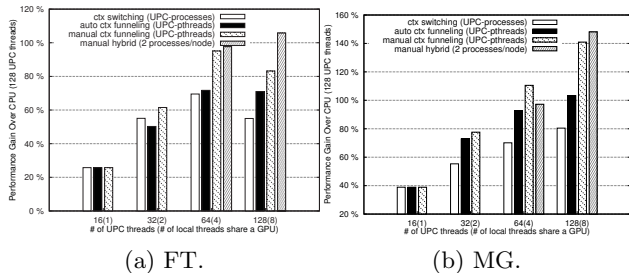 120 %
100 %
80 %
60 %
40 %
20 %
0 %
Performance Gain Over CPU (128 UPC threads)
ctx switching (UPC-processes)
auto ctx funneling (UPC-pthreads)
manual ctx funneling (UPC-pthreads)
manual hybrid (2 processes/node)
16(1) 32(2) 64(4) 128(8)
# of UPC threads (# of local threads share a GPU)
(a) FT.
160 %
140 %
120 %
100 %
80 %
60 %
40 %
20 %
Performance Gain Over CPU (128 UPC threads)
ctx switching (UPC-processes)
auto ctx funneling (UPC-pthreads)
manual ctx funneling (UPC-pthreads)
manual hybrid (2 processes/node)
16(1) 32(2) 64(4) 128(8)
# of UPC threads (# of local threads share a GPU)
(b) MG.